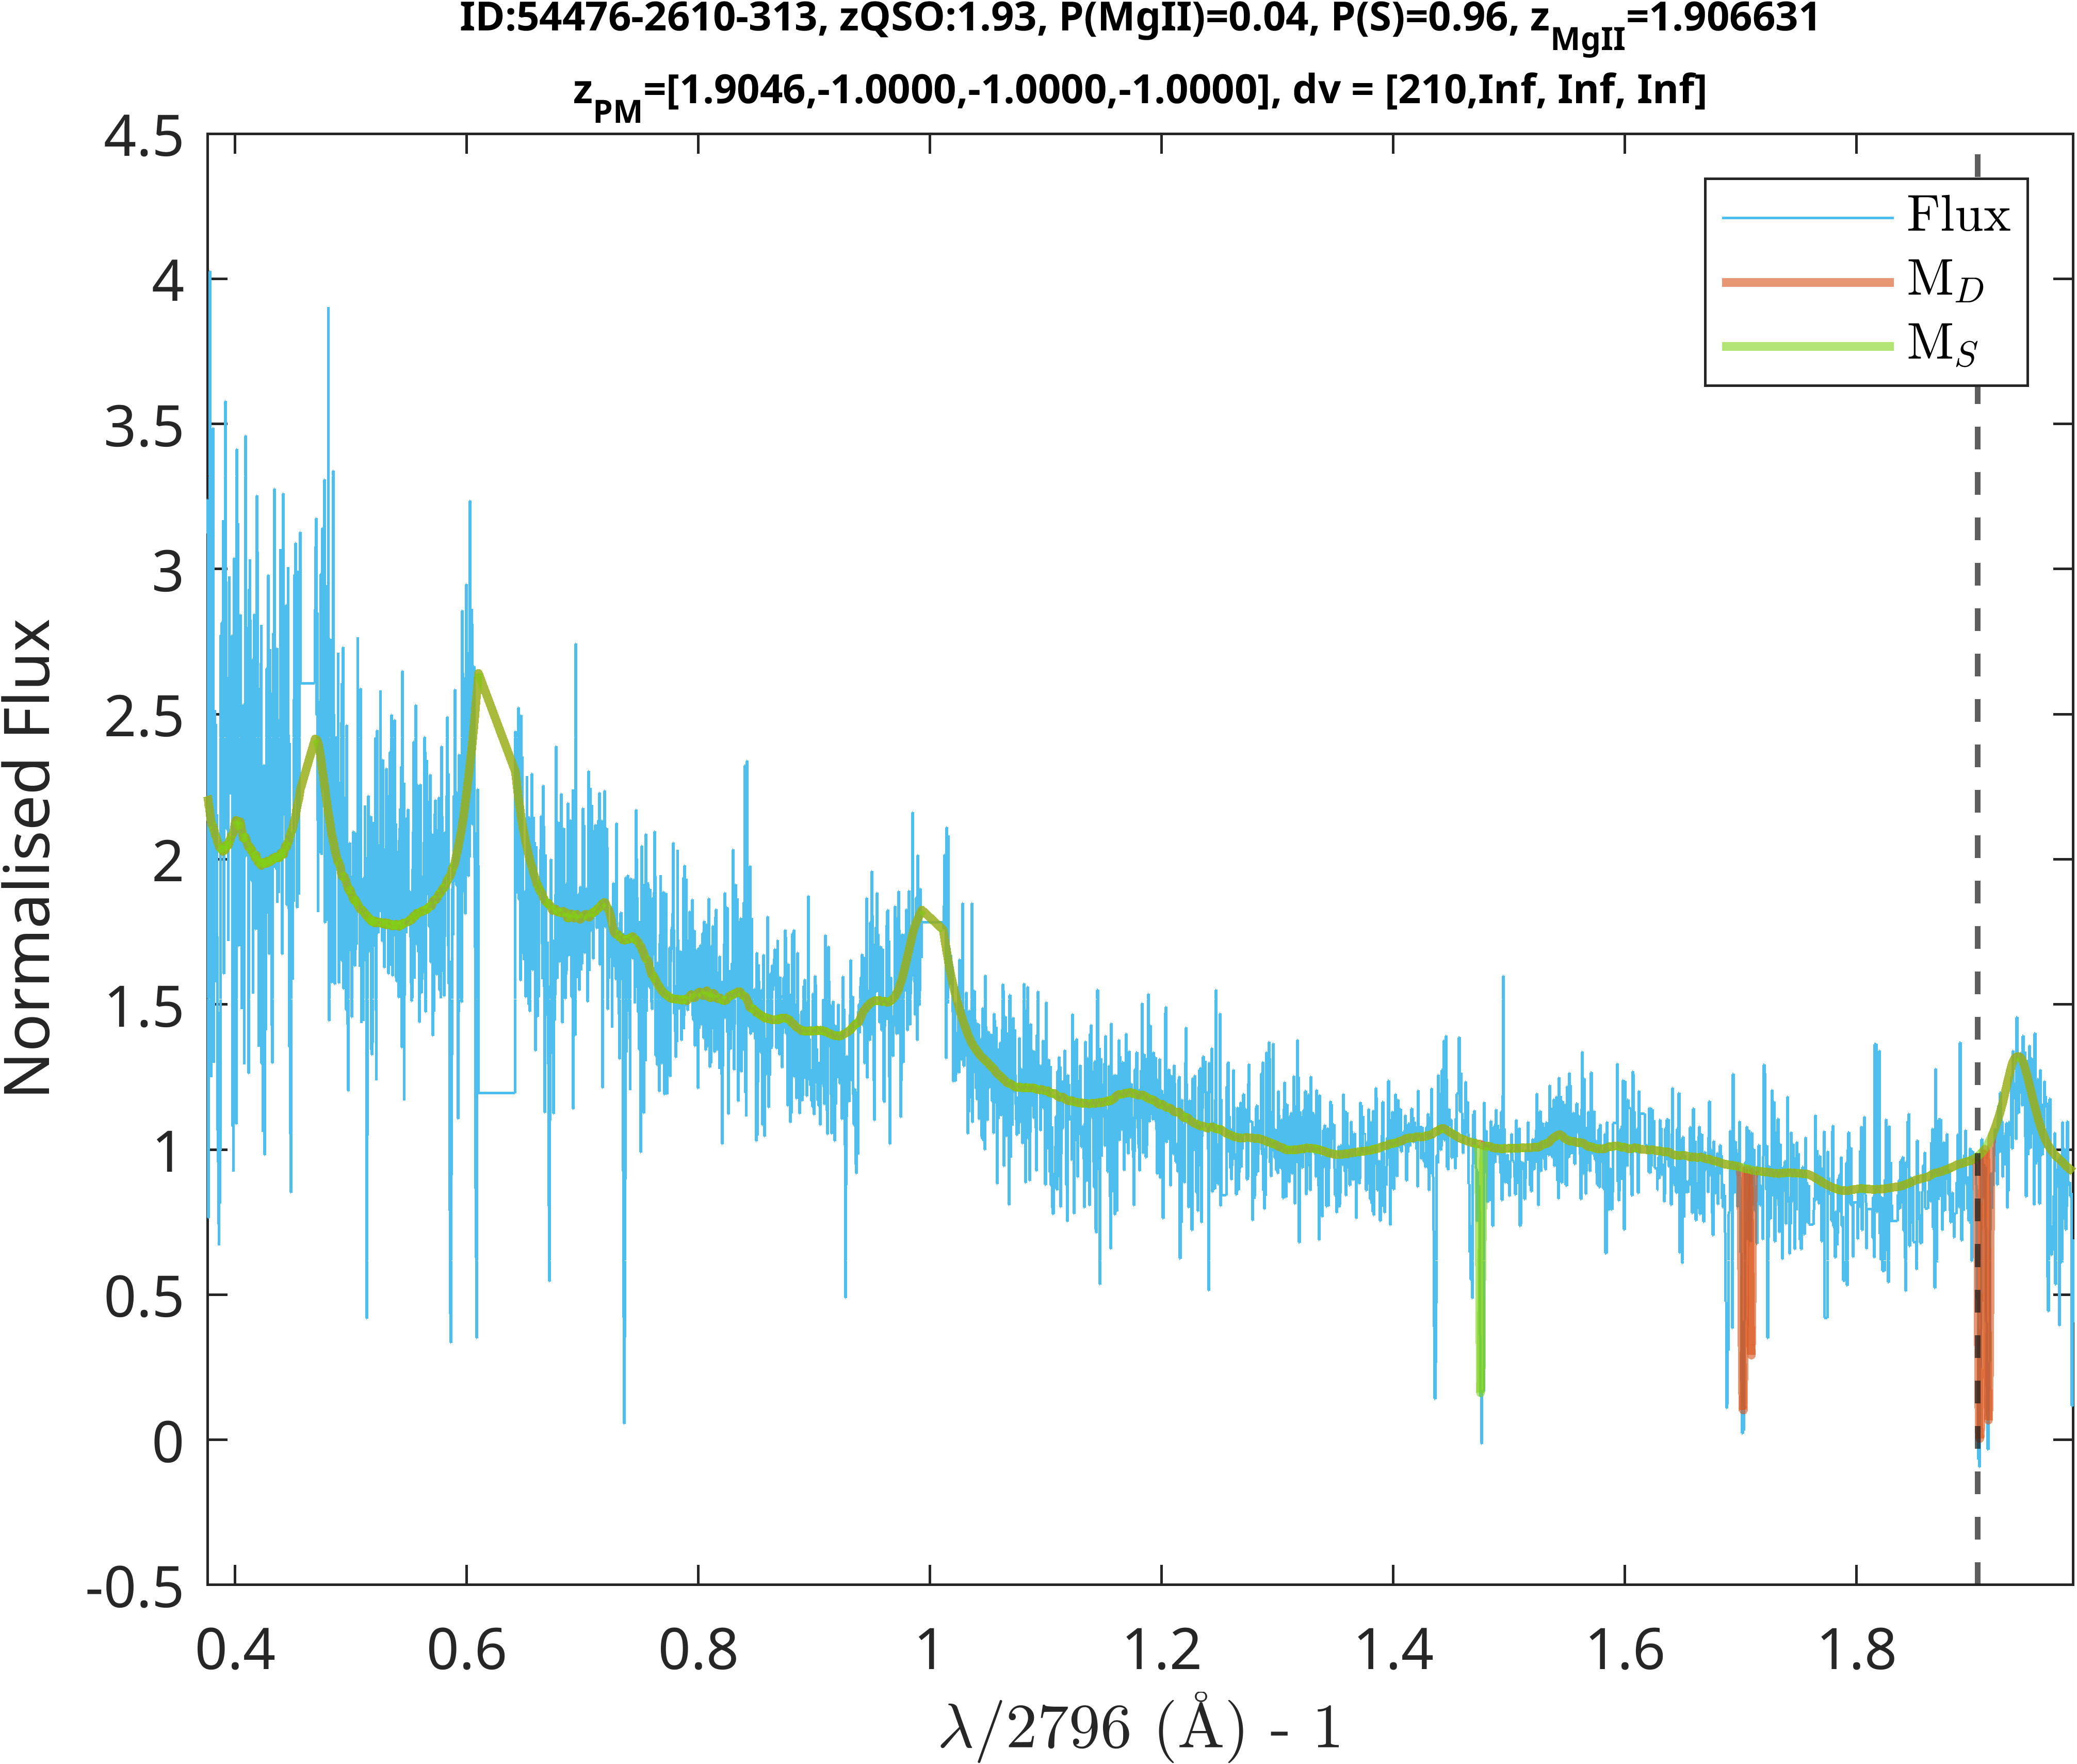 ID:54476-2610-313, zQSO:1.93, P(MgII)=0.04, P(S)=0.96, zMgII=1.906631
zPM=[1.9046,-1.0000,-1.0000,-1.0000], dv = [210,Inf, Inf, Inf]
4.5
4
3.5
3
2.5
2
1.5
1
0.5
0
-0.5
Normalised Flux
Flux
MD
MS
0.4 0.6 0.8 1 1.2 1.4 1.6 1.8
λ/2796 (Å) - 1